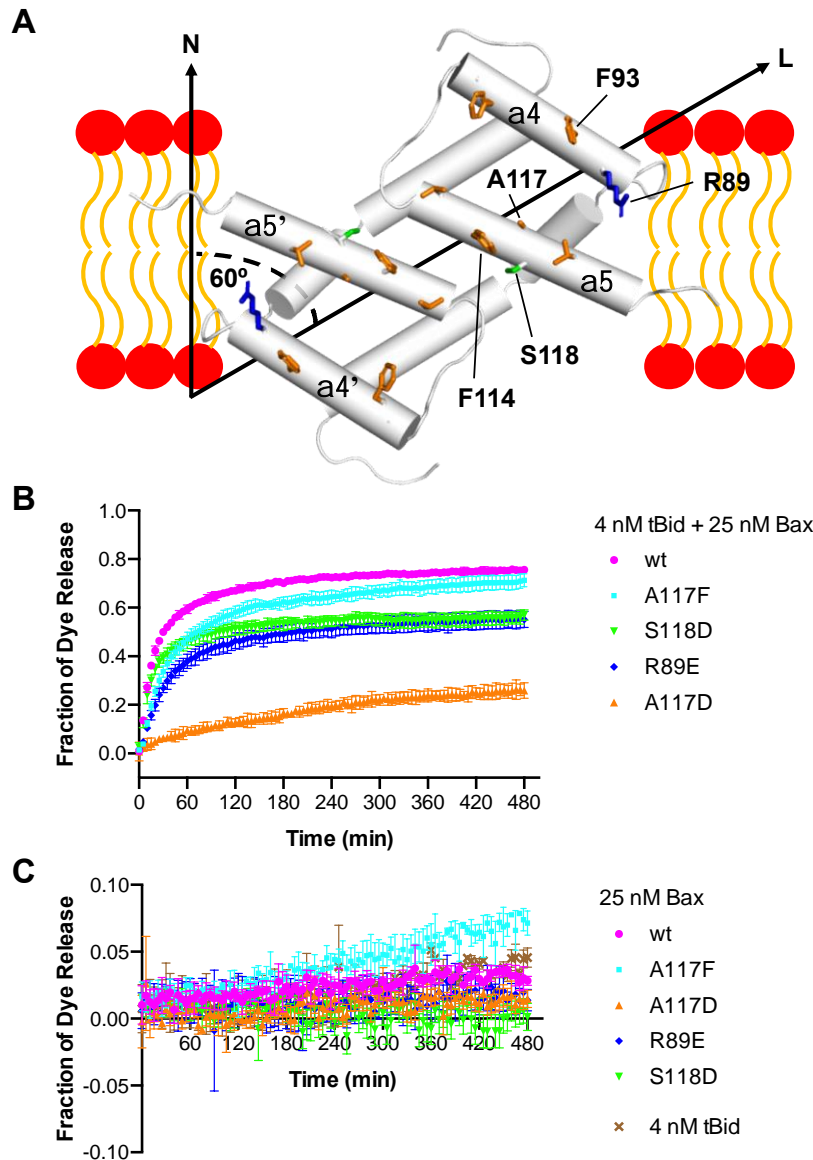 A
N
L
F93
a4
R89
A117
a5'
60º
a5
S118
a4'
F114
B
4 nM tBid + 25 nM Bax
wt
A117F
S118D
R89E
A117D
Fraction of Dye Release
1.0
0.8
0.6
0.4
0.2
0.0
0 60 120 180 240 300 360 420 480
Time (min)
C
25 nM Bax
wt
A117F
A117D
R89E
S118D
4 nM tBid
Fraction of Dye Release
0.10
0.05
0.00
-0.05
-0.10
60 120 180 240 300 360 420 480
Time (min)